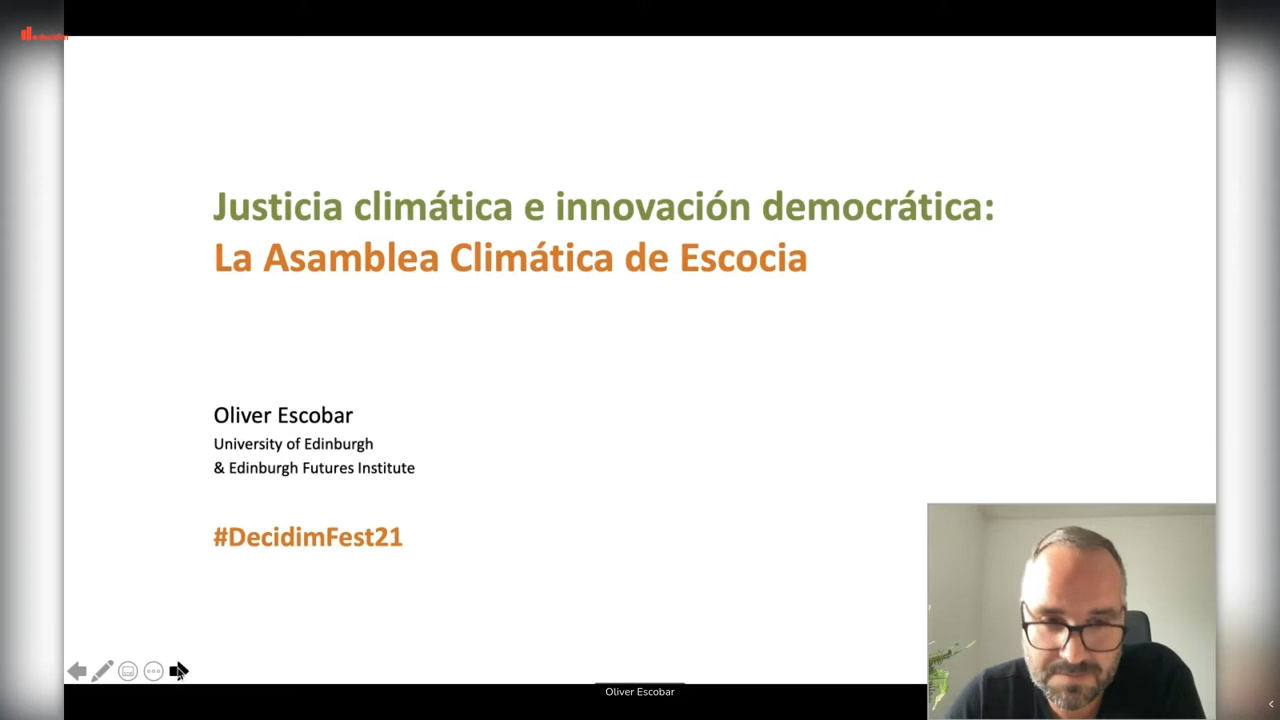 decidim
Justicia climática e innovación democrática:
La Asamblea Climática de Escocia
Oliver Escobar
University of Edinburgh
& Edinburgh Futures Institute
#DecidimFest21
Oliver Escobar